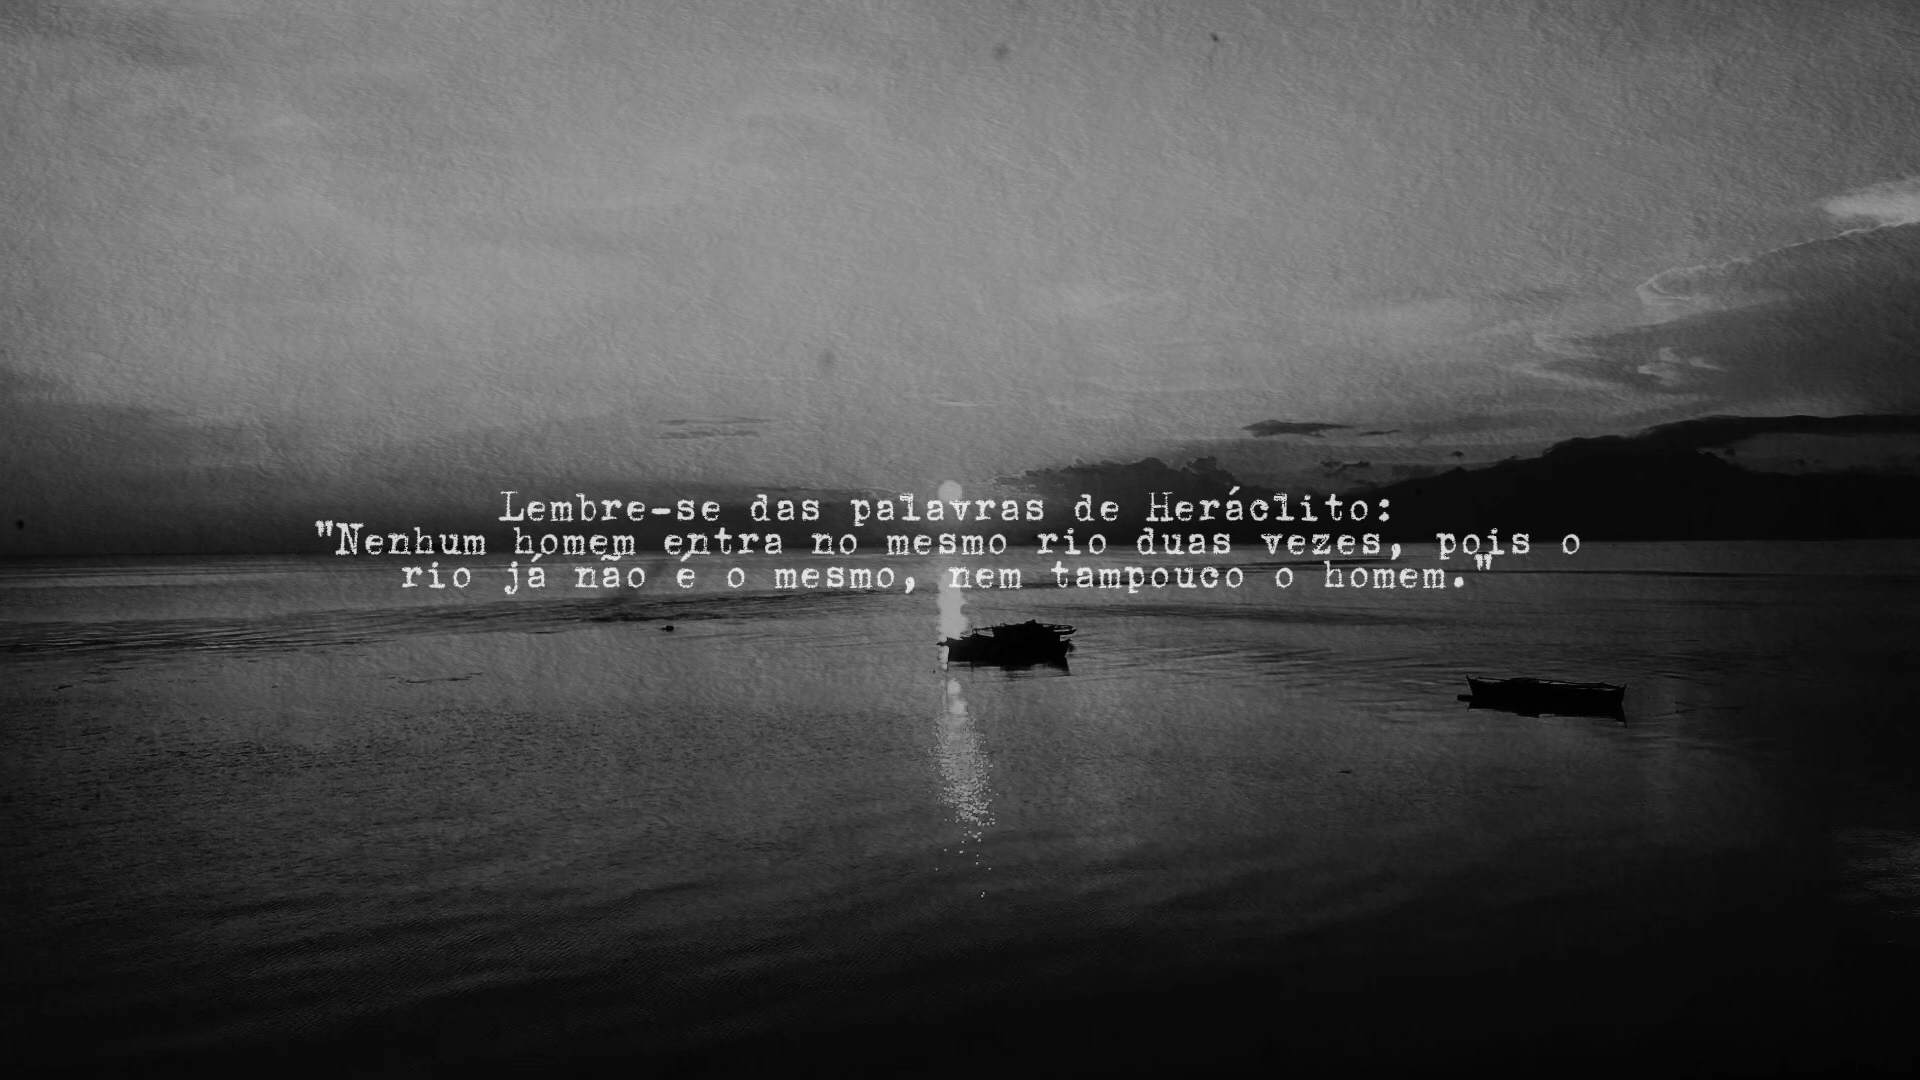 Lembre-se das palavras de Heráclito:
"Nenhum homem entra no mesmo rio duas vezes, pois o
rio já não é o mesmo, nem tampouco o homem."